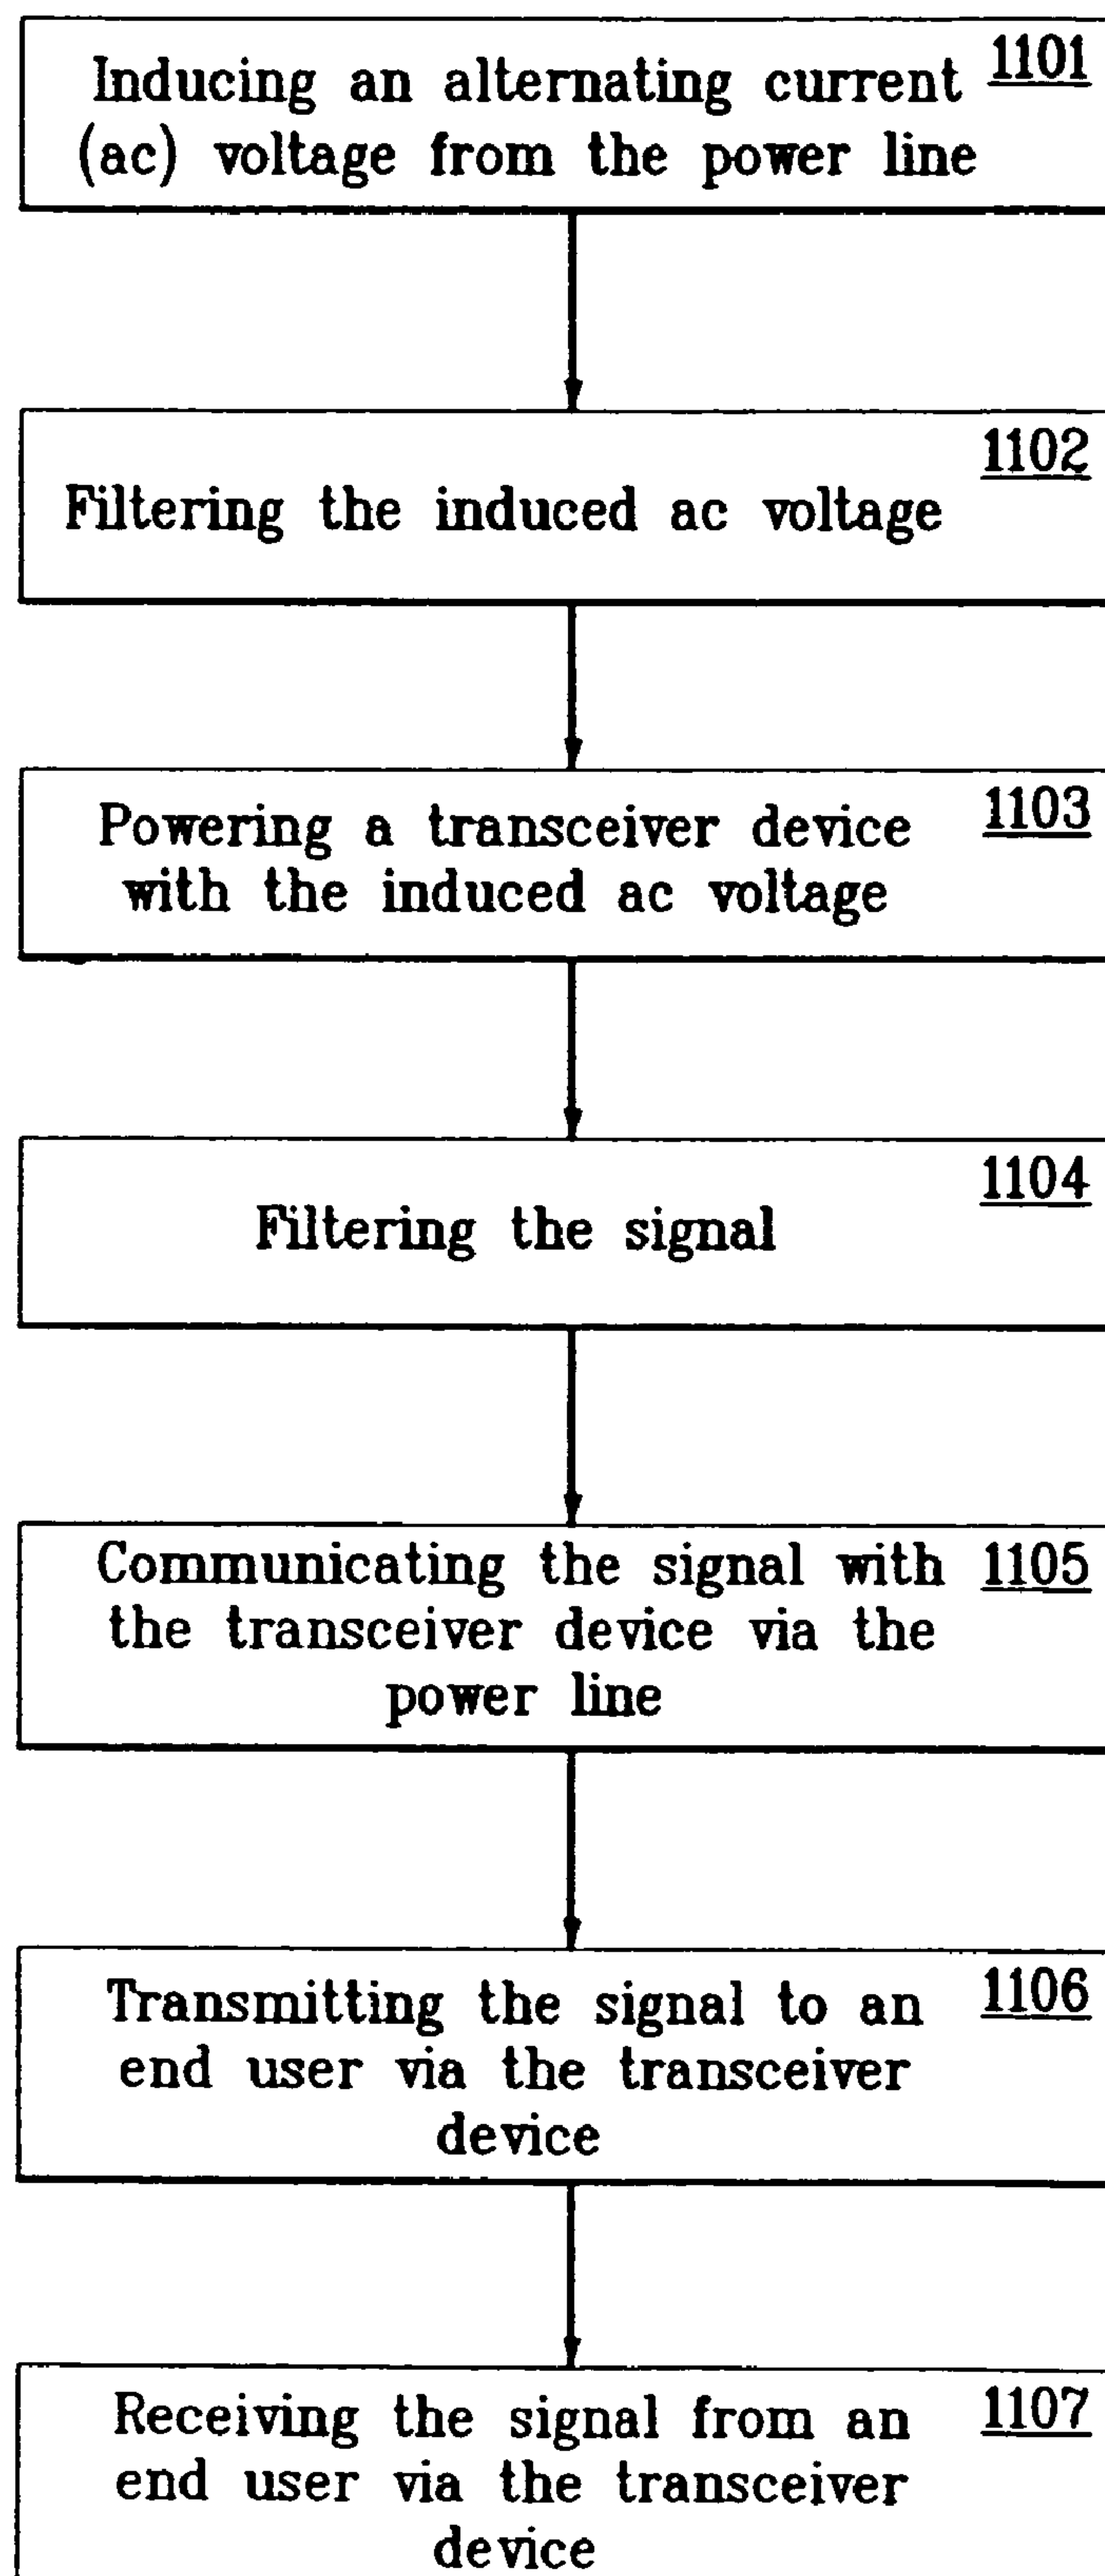 Inducing an alternating current 1101
(ac) voltage from the power line
1102
Filtering the induced ac voltage
Powering a transceiver device 1103
with the induced ac voltage
1104
Filtering the signal
Communicating the signal with 1105
the transceiver device via the
power line
Transmitting the signal to an 1106
end user via the transceiver
device
Receiving the signal from an 1107
end user via the transceiver
device